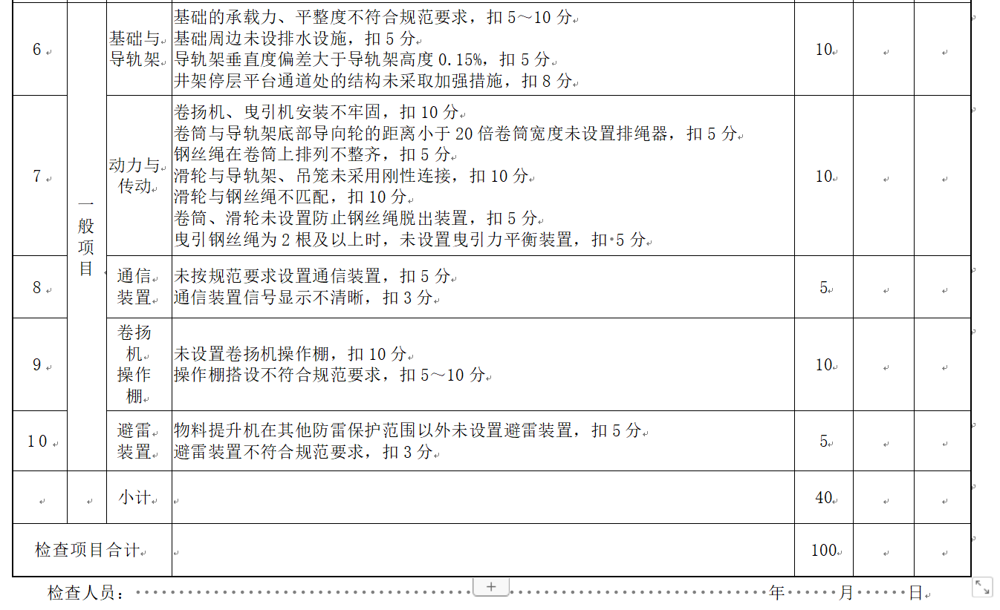 6
一般项目
基础与
导轨架
基础的承载力、平整度不符合规范要求，扣 5～10 分
基础周边未设排水设施，扣 5 分
导轨架垂直度偏差大于导轨架高度 0.15%，扣 5 分
井架停层平台通道处的结构未采取加强措施，扣 8 分
10
7
动力与
传动
卷扬机、曳引机安装不牢固，扣 10 分
卷筒与导轨架底部导向轮的距离小于 20 倍卷筒宽度未设置排绳器，扣 5 分
钢丝绳在卷筒上排列不整齐，扣 5 分
滑轮与导轨架、吊笼未采用刚性连接，扣 10 分
滑轮与钢丝绳不匹配，扣 10 分
卷筒、滑轮未设置防止钢丝绳脱出装置，扣 5 分
曳引钢丝绳为 2 根及以上时，未设置曳引力平衡装置，扣 5 分
10
8
通信
装置
未按规范要求设置通信装置，扣 5 分
通信装置信号显示不清晰，扣 3 分
5
9
卷扬
机
操作
棚
未设置卷扬机操作棚，扣 10 分
操作棚搭设不符合规范要求，扣 5～10 分
10
10
避雷
装置
物料提升机在其他防雷保护范围以外未设置避雷装置，扣 5 分
避雷装置不符合规范要求，扣 3 分
5
小计
40
检查项目合计
100
检查人员： 年 月 日